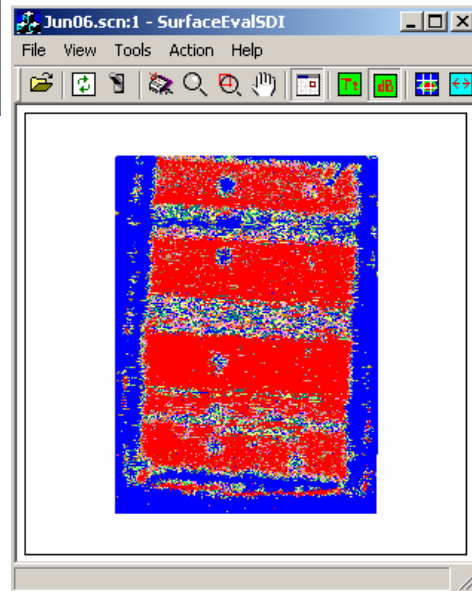 Jun06.scn:1 - SurfaceEvalSDI
File View Tools Action Help
Tt dB